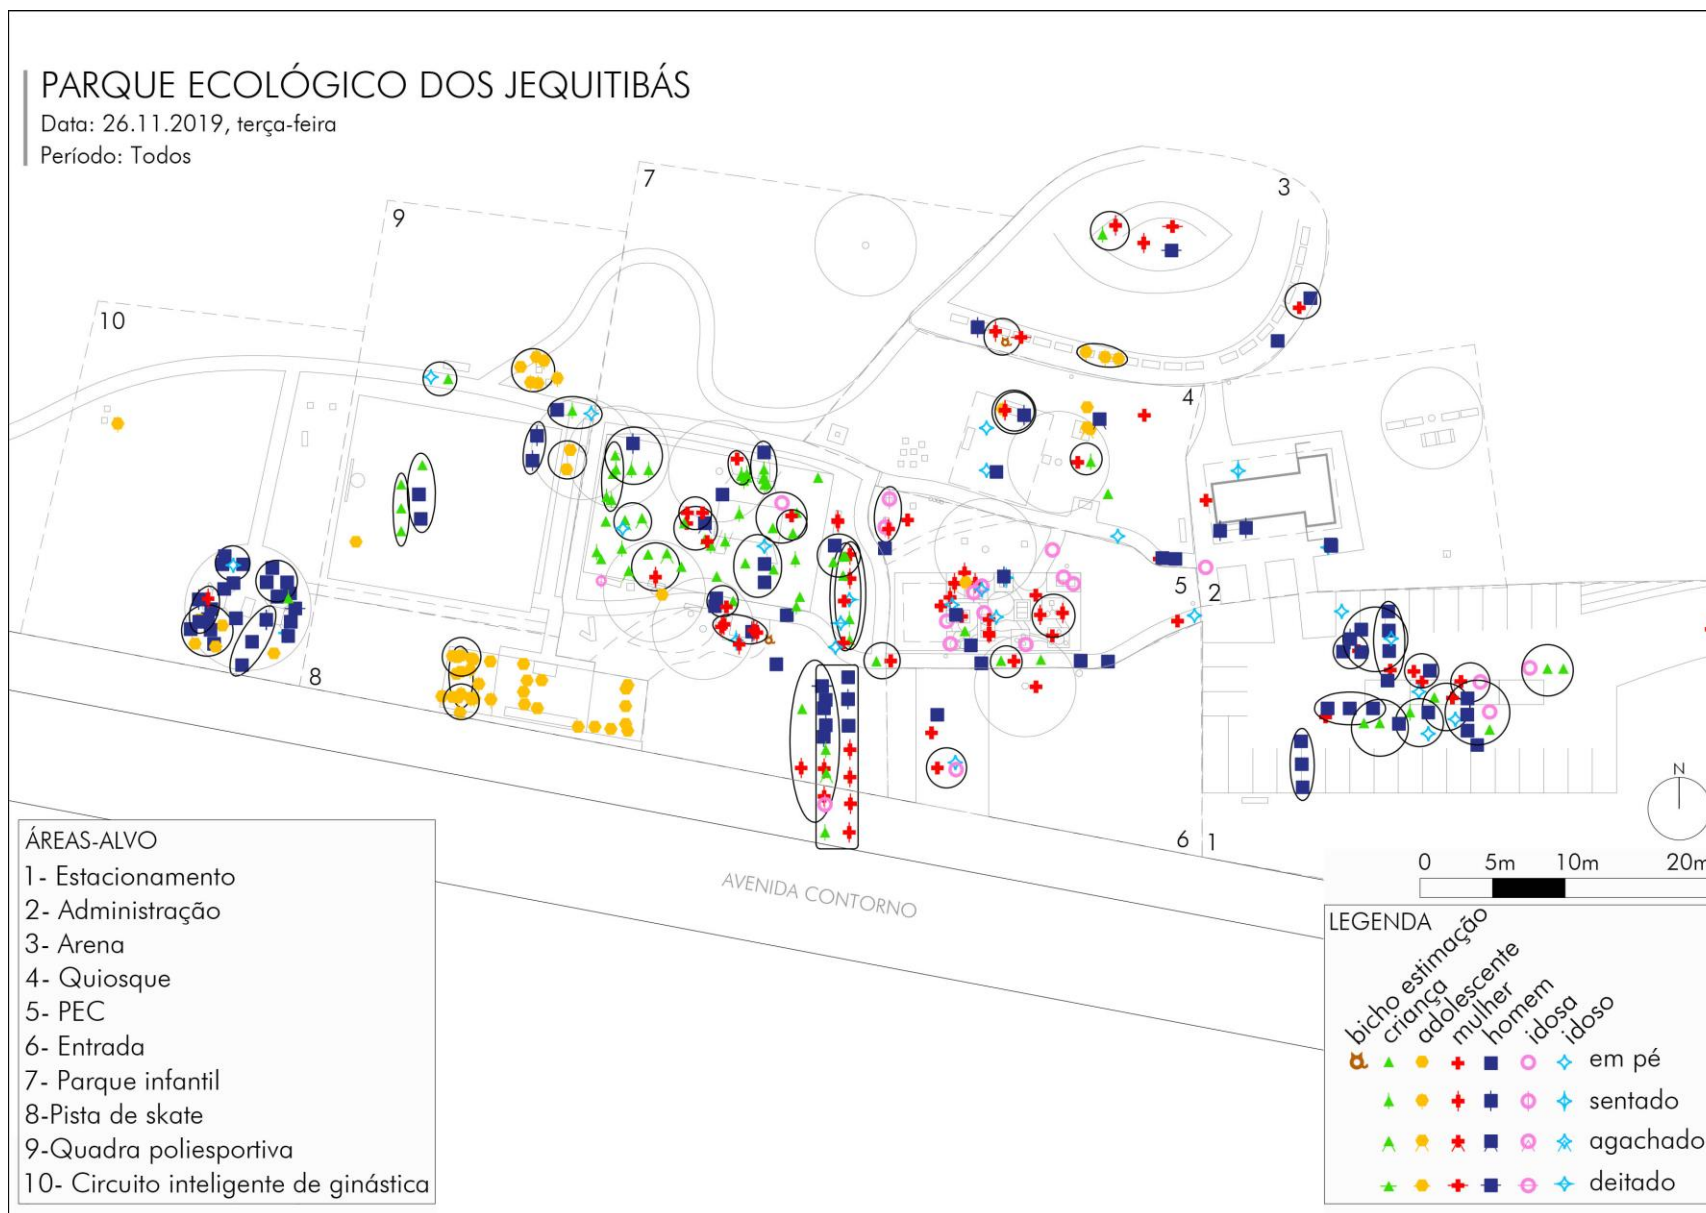 PARQUE ECOLÓGICO DOS JEQUITIBÁS
Data: 26.11.2019, terça-feira
Período: Todos
7
3
9
10
4
5
2
8
N
6
1
AVENIDA CONTORNO
0 5m 10m 20m
ÁREAS-ALVO
1- Estacionamento
2- Administração
3- Arena
4- Quiosque
5- PEC
6- Entrada
7- Parque infantil
8-Pista de skate
9-Quadra poliesportiva
10- Circuito inteligente de ginástica
LEGENDA
bicho estimação
criança
adolescente
mulher
homem
idosa
idoso
em pé
sentado
agachado
deitado